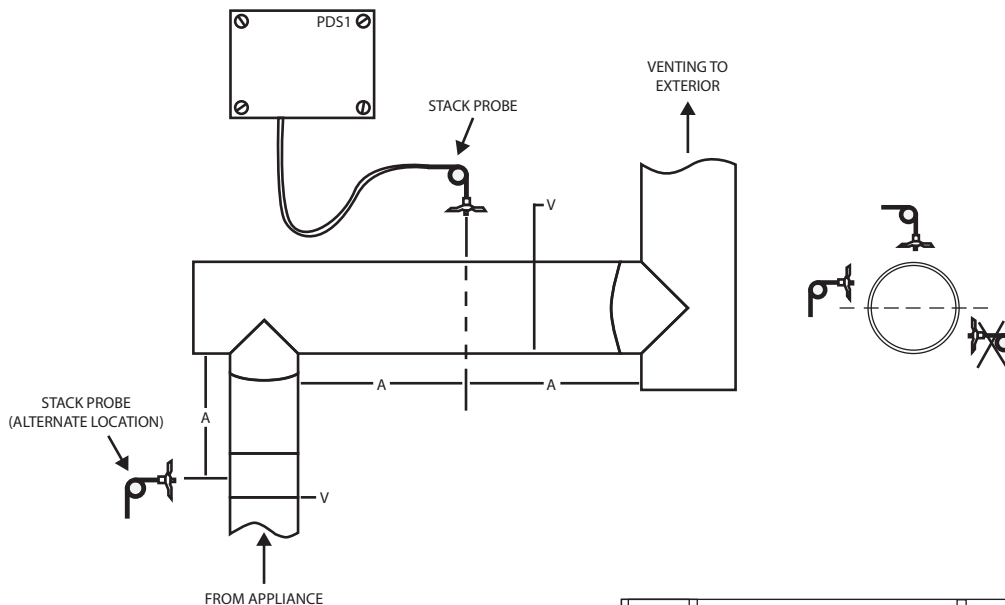 PDS1
VENTING TO
EXTERIOR
STACK PROBE
V
A
A
A
STACK PROBE
(ALTERNATE LOCATION)
V
FROM APPLIANCE